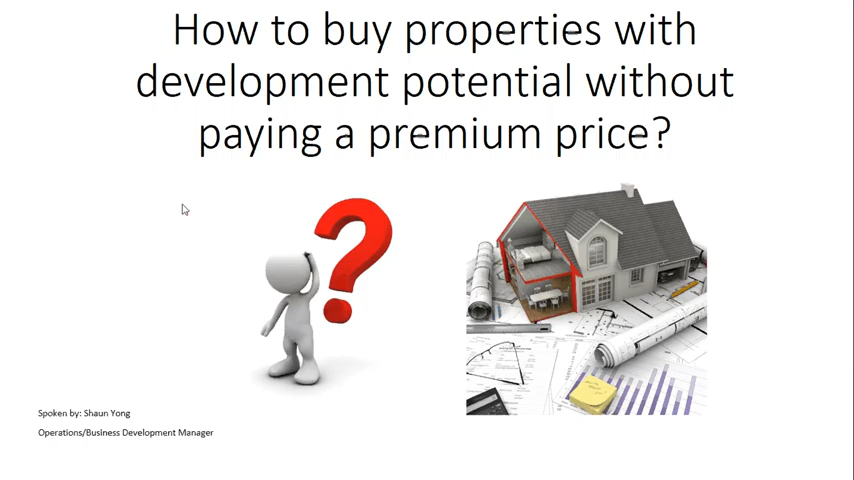 How to buy properties with
development potential without
paying a premium price?
Spoken by: Shaun Yong
Operations/Business Development Manager